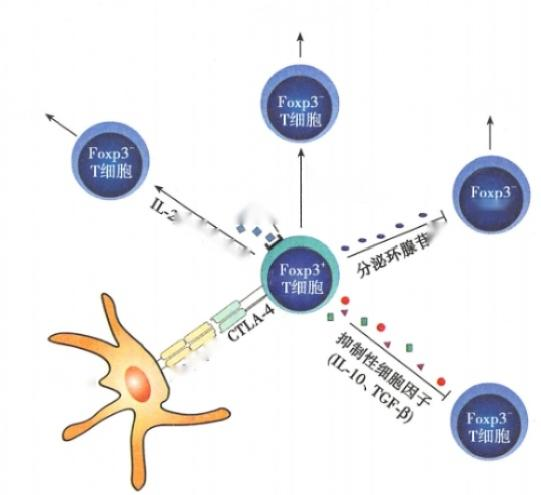 Foxp3⁻
T细胞
Foxp3⁻
T细胞
Foxp3⁻
IL-2
分泌环腺苷
Foxp3⁺
T细胞
CTLA-4
抑制性细胞因子
(IL-10、TGF-β)
Foxp3⁻
T细胞